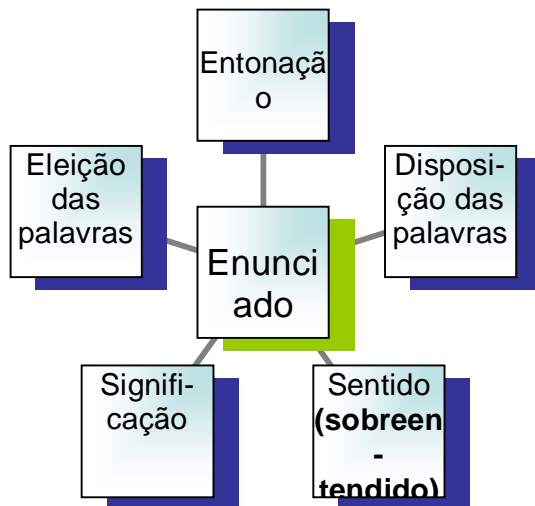 Entonaçã
o
Eleição
das
palavras
Disposi-
ção das
palavras
Enunci
ado
Signifi-
cação
Sentido
(sobreen
-
tendido)